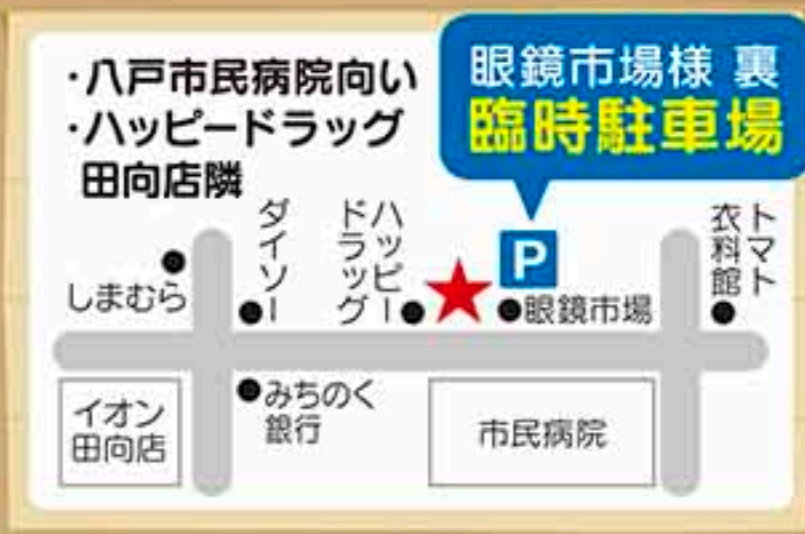 ・八戸市民病院向い
・ハッピードラッグ
田向店隣
眼鏡市場様 裏
臨時駐車場
しまむら
ダイソー
ハッピー
ドラッグ
P
眼鏡市場
トマト
衣料館
イオン
田向店
みちのく
銀行
市民病院